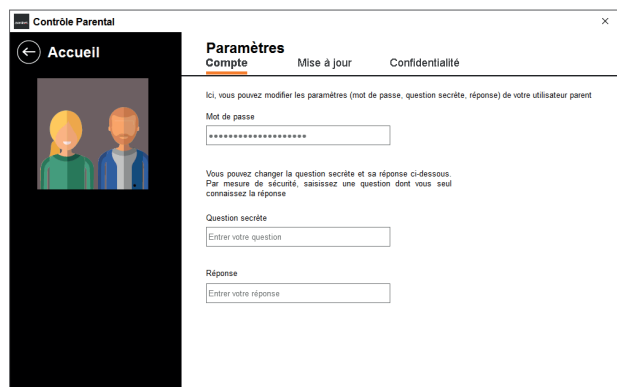 Contrôle Parental
Accueil
Paramètres
Compte
Mise à jour
Confidentialité
Ici, vous pouvez modifier les paramètres (mot de passe, question secrète, réponse) de votre utilisateur parent
Mot de passe
Vous pouvez changer la question secrète et sa réponse ci-dessous.
Par mesure de sécurité, saisissez une question dont vous seul
connaissez la réponse
Question secrète
Entrer votre question
Réponse
Entrer votre réponse